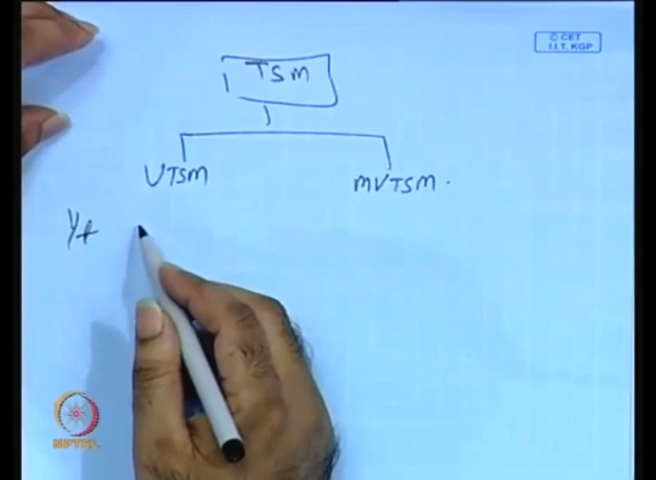 © CET
I.I.T. KGP
TSM
UTSM MVTSM.
Yt
NPTEL